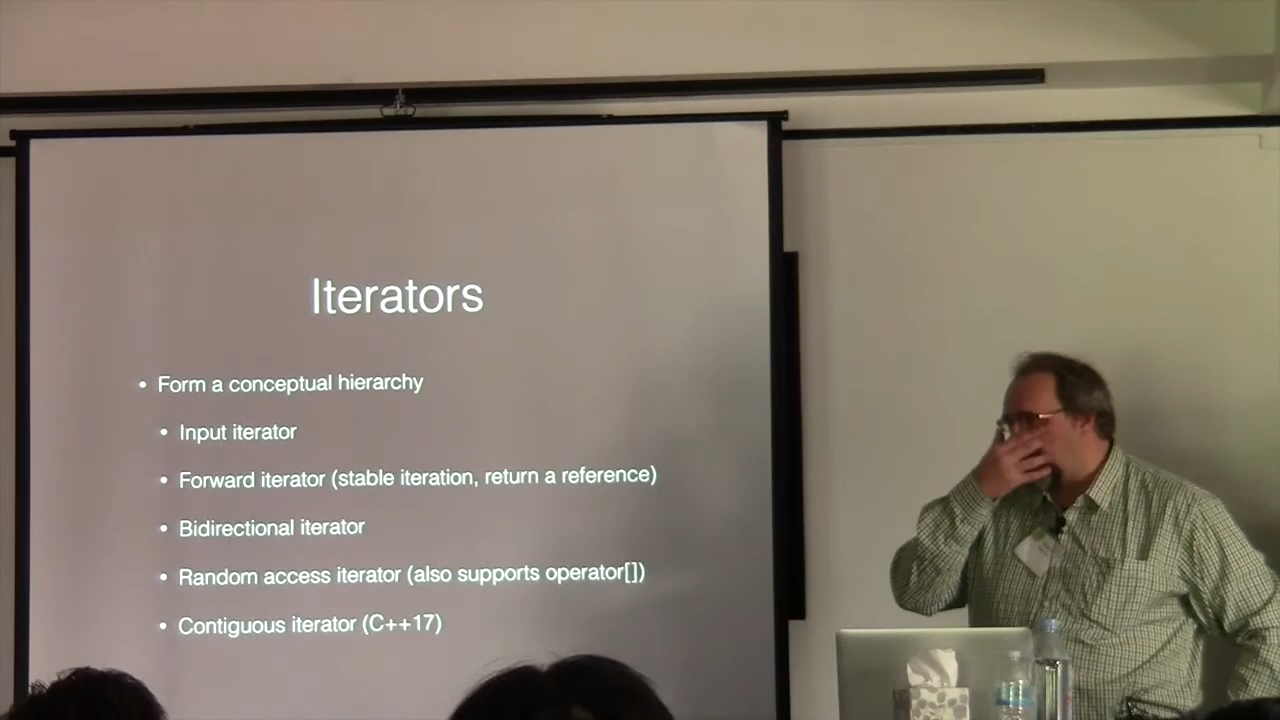 Iterators
• Form a conceptual hierarchy
• Input iterator
• Forward iterator (stable iteration, return a reference)
• Bidirectional iterator
• Random access iterator (also supports operator[])
• Contiguous iterator (C++17)